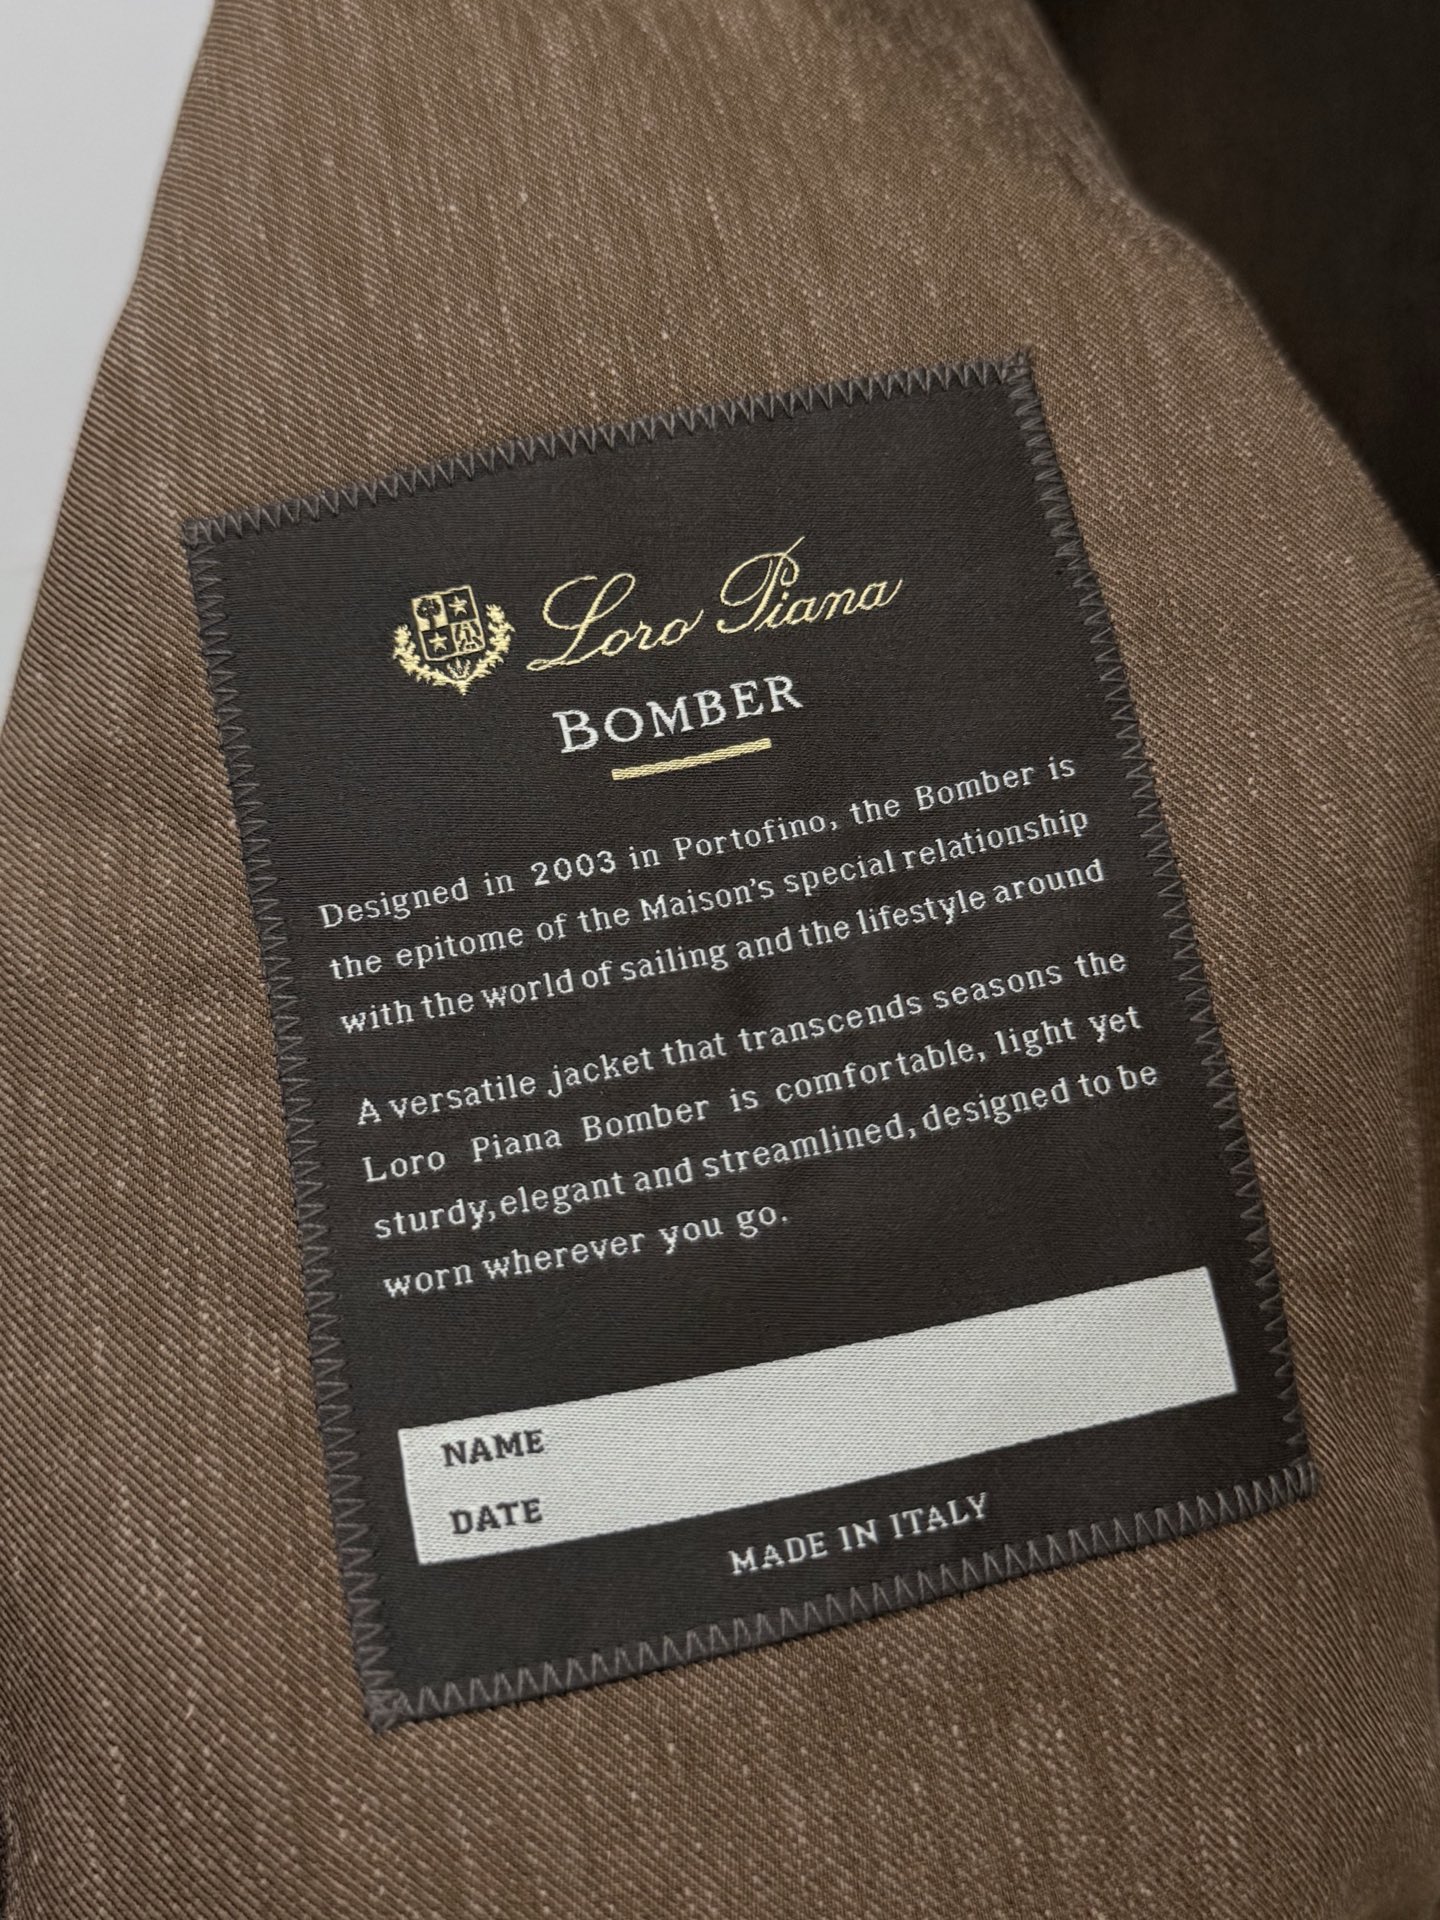 Loro Piana
BOMBER
Designed in 2003 in Portofino, the Bomber is
the epitome of the Maison's special relationship
with the world of sailing and the lifestyle around
A versatile jacket that transcends seasons the
Loro Piana Bomber is comfortable, light yet
sturdy, elegant and streamlined, designed to be
worn wherever you go.
NAME
DATE
MADE IN ITALY